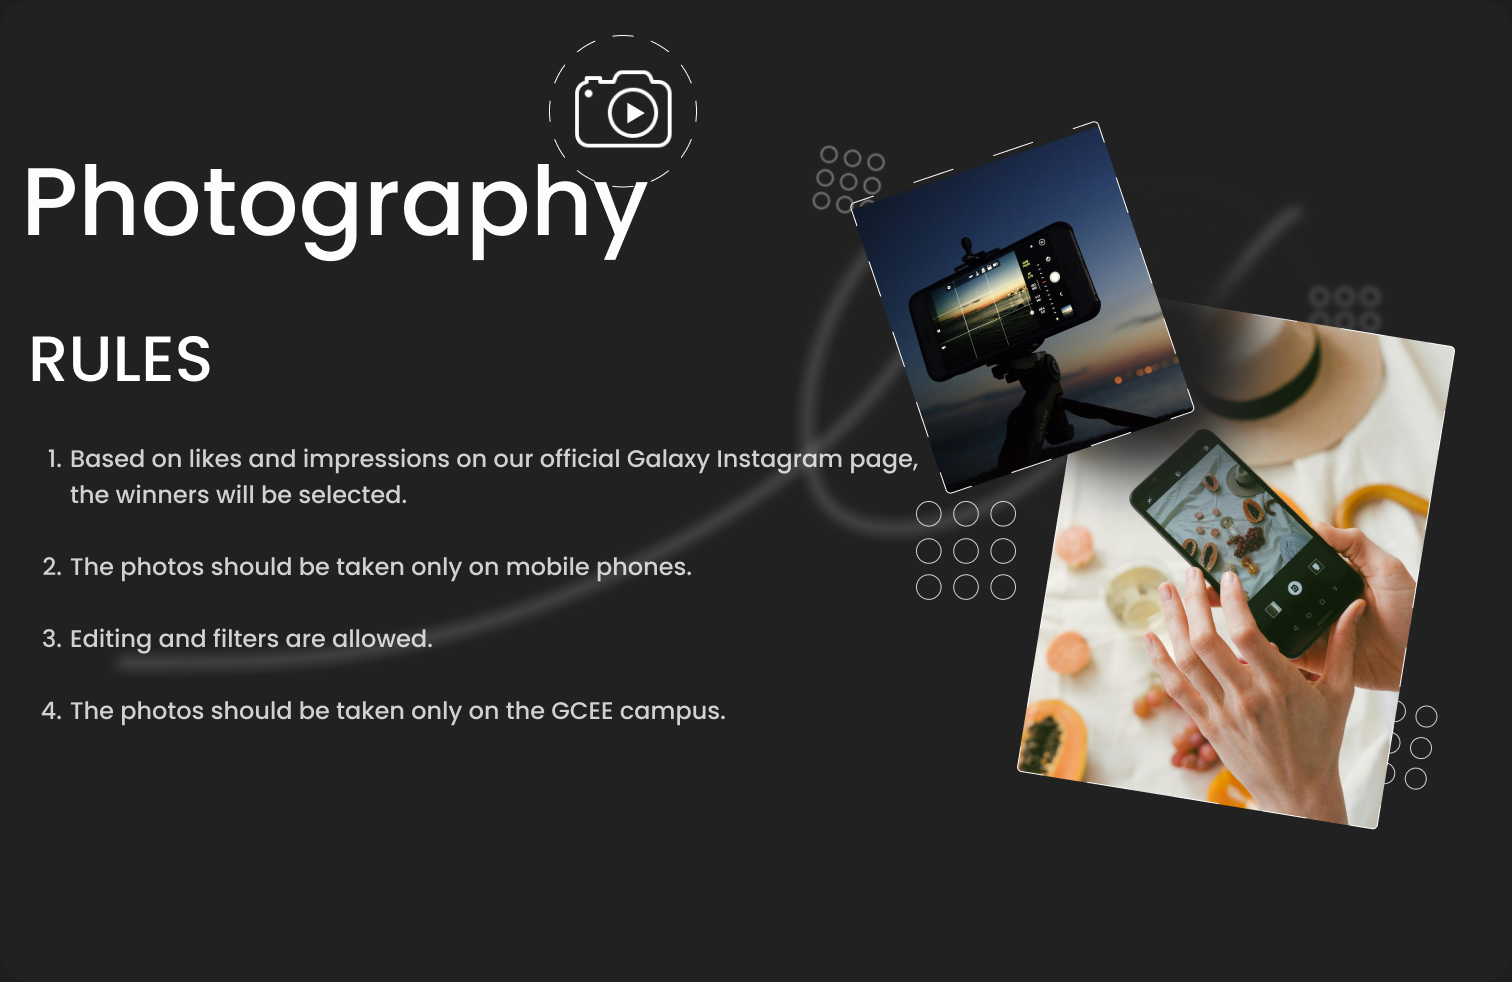 Photography
RULES
1. Based on likes and impressions on our official Galaxy Instagram page,
the winners will be selected.
2. The photos should be taken only on mobile phones.
3. Editing and filters are allowed.
4. The photos should be taken only on the GCEE campus.